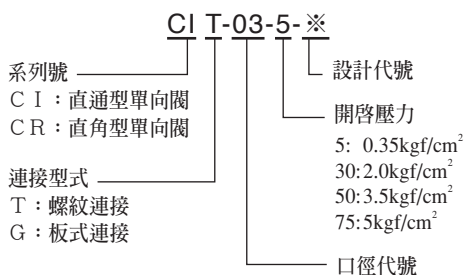 CI T-03-5-※
系列號
CI：直通型單向閥
CR：直角型單向閥
連接型式
T：螺紋連接
G：板式連接
設計代號
開啓壓力
5: 0.35kgf/cm²
30:2.0kgf/cm²
50:3.5kgf/cm²
75:5kgf/cm²
口徑代號